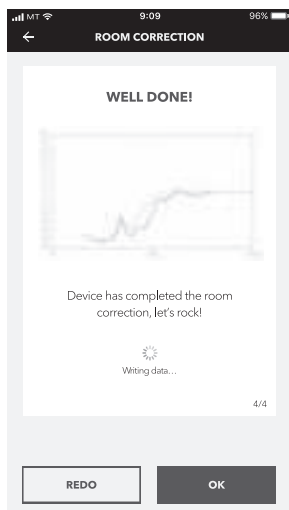 MT 9:09 96%
ROOM CORRECTION
WELL DONE!
Device has completed the room
correction, let's rock!
Writing data...
4/4
REDO OK